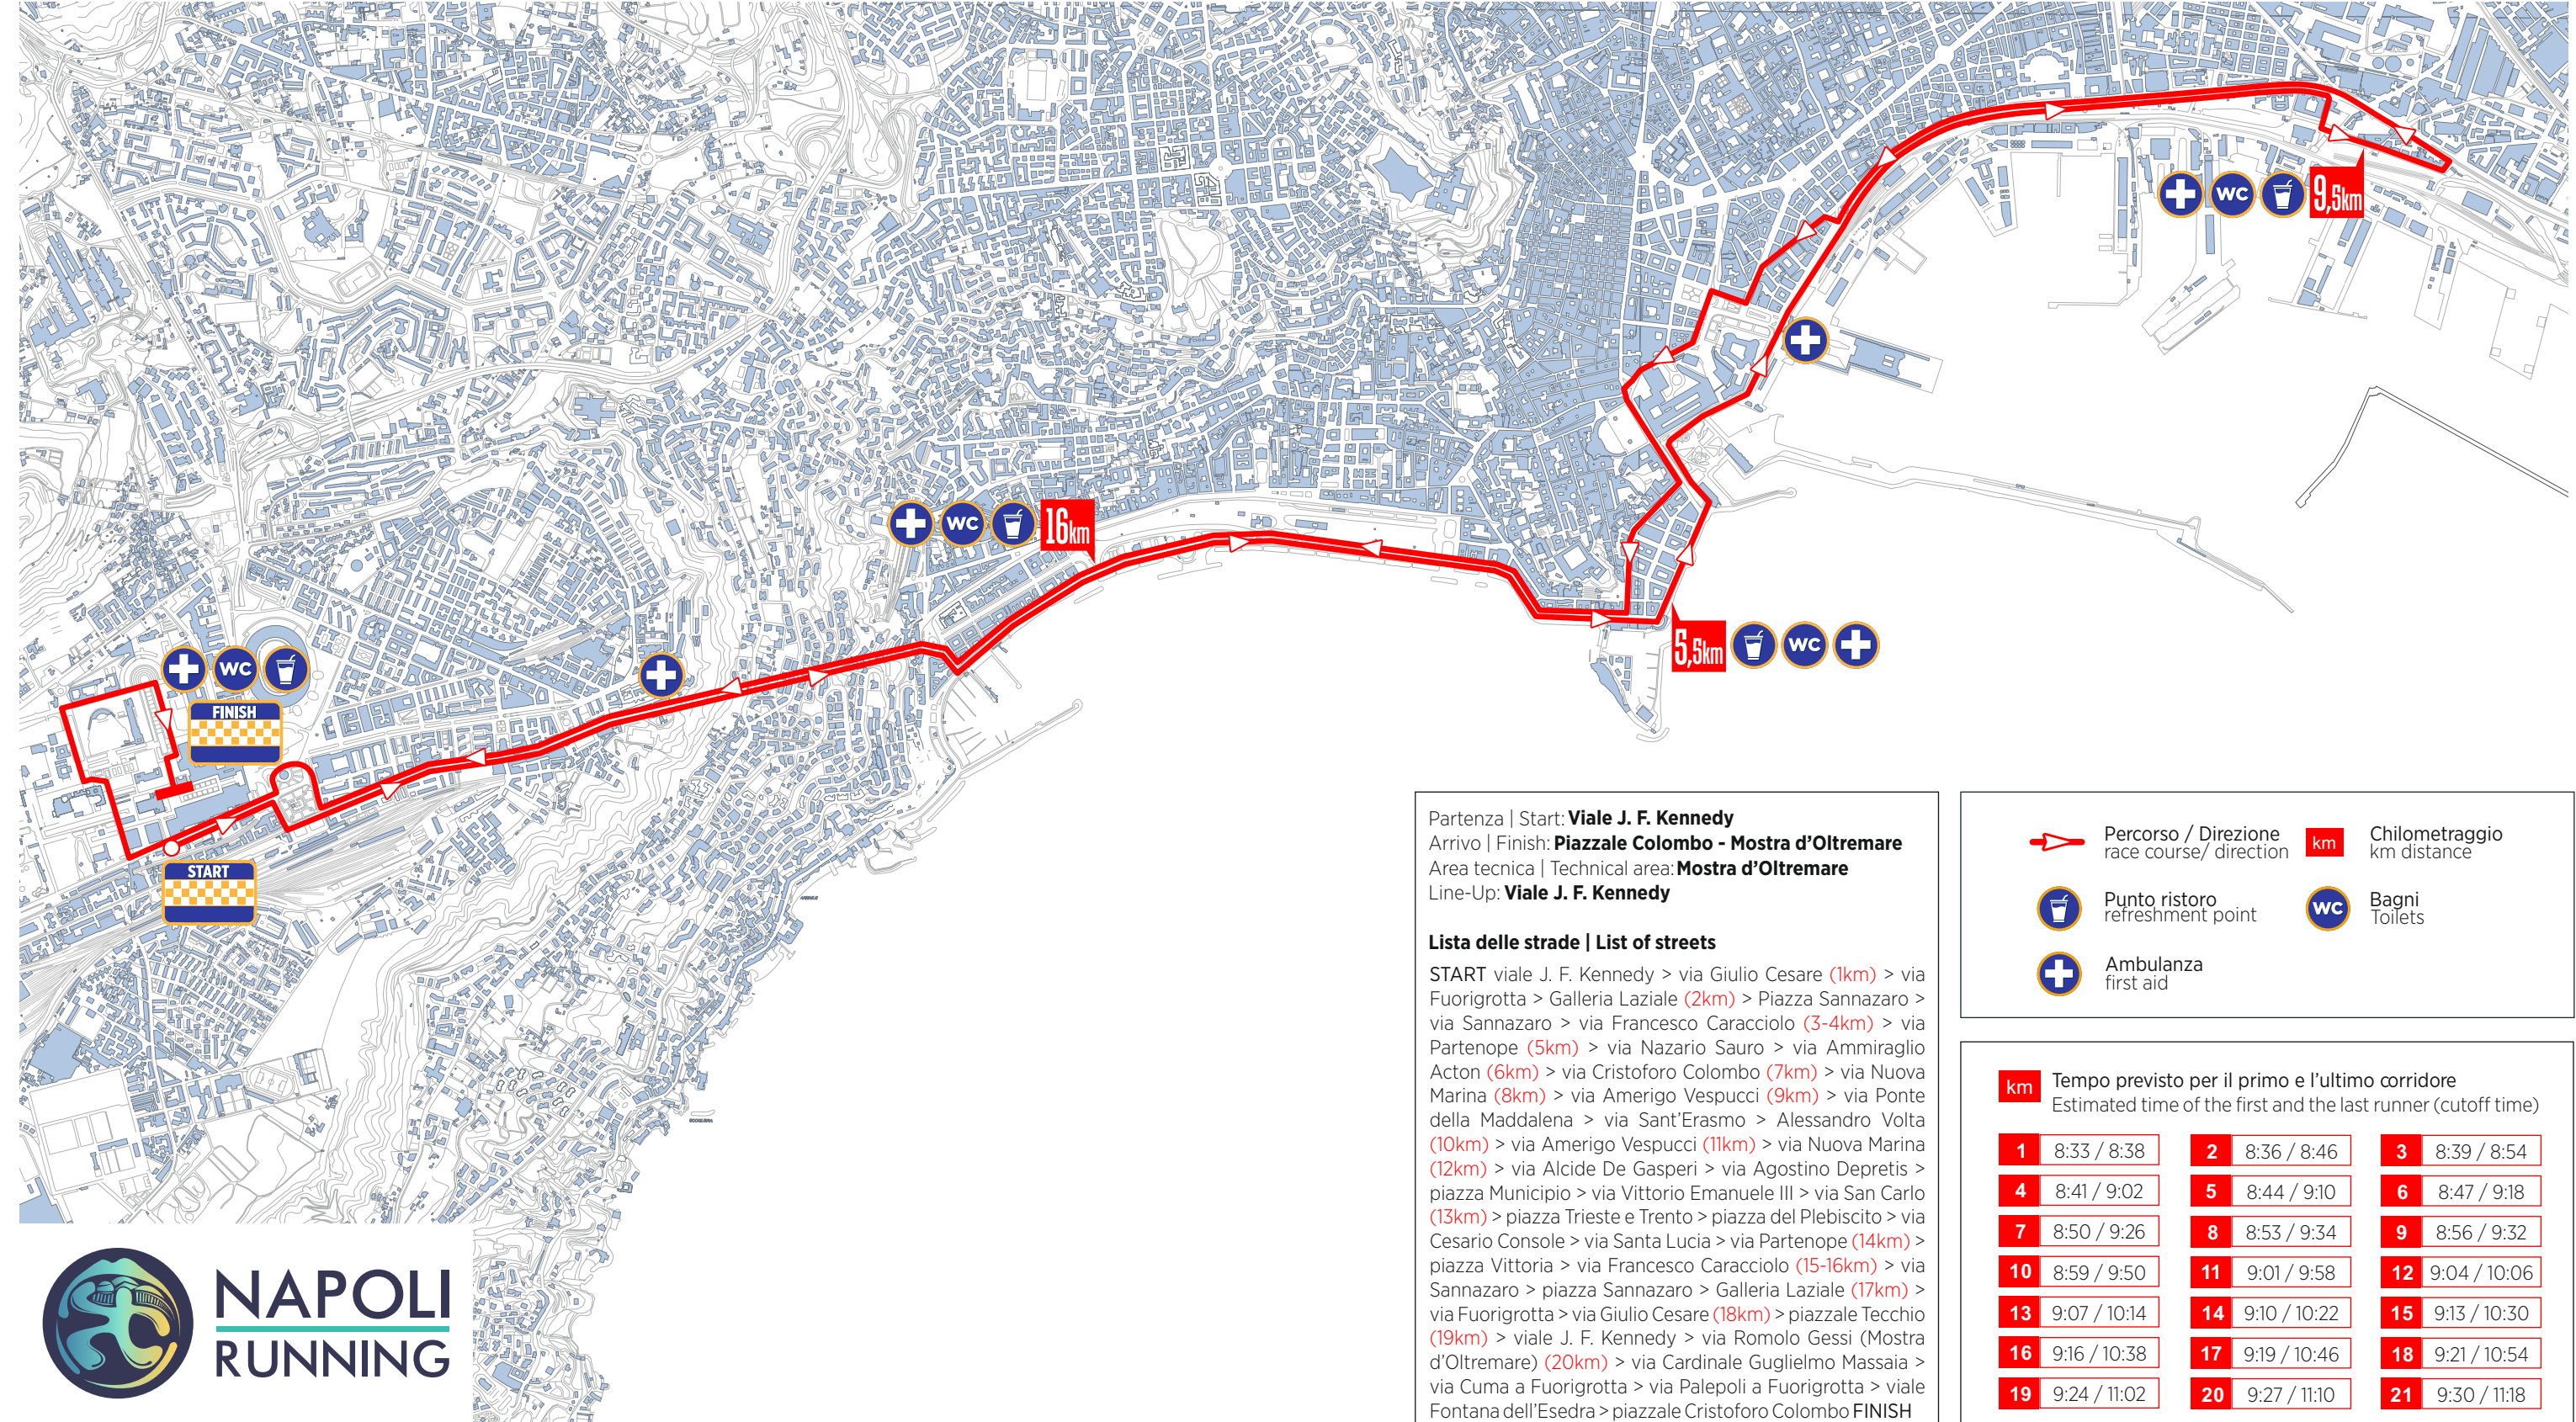 9,5km
WC
16km
WC
5,5km
WC
WC
FINISH
START
Partenza | Start: Viale J. F. Kennedy
Arrivo | Finish: Piazzale Colombo - Mostra d'Oltremare
Area tecnica | Technical area: Mostra d'Oltremare
Line-Up: Viale J. F. Kennedy
Lista delle strade | List of streets
START viale J. F. Kennedy > via Giulio Cesare (1km) > via
Fuorigrotta > Galleria Laziale (2km) > Piazza Sannazaro >
via Sannazaro > via Francesco Caracciolo (3-4km) > via
Partenope (5km) > via Nazario Sauro > via Ammiraglio
Acton (6km) > via Cristoforo Colombo (7km) > via Nuova
Marina (8km) > via Amerigo Vespucci (9km) > via Ponte
della Maddalena > via Sant'Erasmo > Alessandro Volta
(10km) > via Amerigo Vespucci (11km) > via Nuova Marina
(12km) > via Alcide De Gasperi > via Agostino Depretis >
piazza Municipio > via Vittorio Emanuele III > via San Carlo
(13km) > piazza Trieste e Trento > piazza del Plebiscito > via
Cesario Console > via Santa Lucia > via Partenope (14km) >
piazza Vittoria > via Francesco Caracciolo (15-16km) > via
Sannazaro > piazza Sannazaro > Galleria Laziale (17km) >
via Fuorigrotta > via Giulio Cesare (18km) > piazzale Tecchio
(19km) > viale J. F. Kennedy > via Romolo Gessi (Mostra
d'Oltremare) (20km) > via Cardinale Guglielmo Massaia >
via Cuma a Fuorigrotta > via Palepoli a Fuorigrotta > viale
Fontana dell'Esedra > piazzale Cristoforo Colombo FINISH
Percorso / Direzione
race course/ direction
km
Chilometraggio
km distance
Punto ristoro
refreshment point
WC
Bagni
Toilets
Ambulanza
first aid
km
Tempo previsto per il primo e l'ultimo corridore
Estimated time of the first and the last runner (cutoff time)
1 8:33 / 8:38 2 8:36 / 8:46 3 8:39 / 8:54
4 8:41 / 9:02 5 8:44 / 9:10 6 8:47 / 9:18
7 8:50 / 9:26 8 8:53 / 9:34 9 8:56 / 9:32
10 8:59 / 9:50 11 9:01 / 9:58 12 9:04 / 10:06
13 9:07 / 10:14 14 9:10 / 10:22 15 9:13 / 10:30
16 9:16 / 10:38 17 9:19 / 10:46 18 9:21 / 10:54
19 9:24 / 11:02 20 9:27 / 11:10 21 9:30 / 11:18
NAPOLI
RUNNING